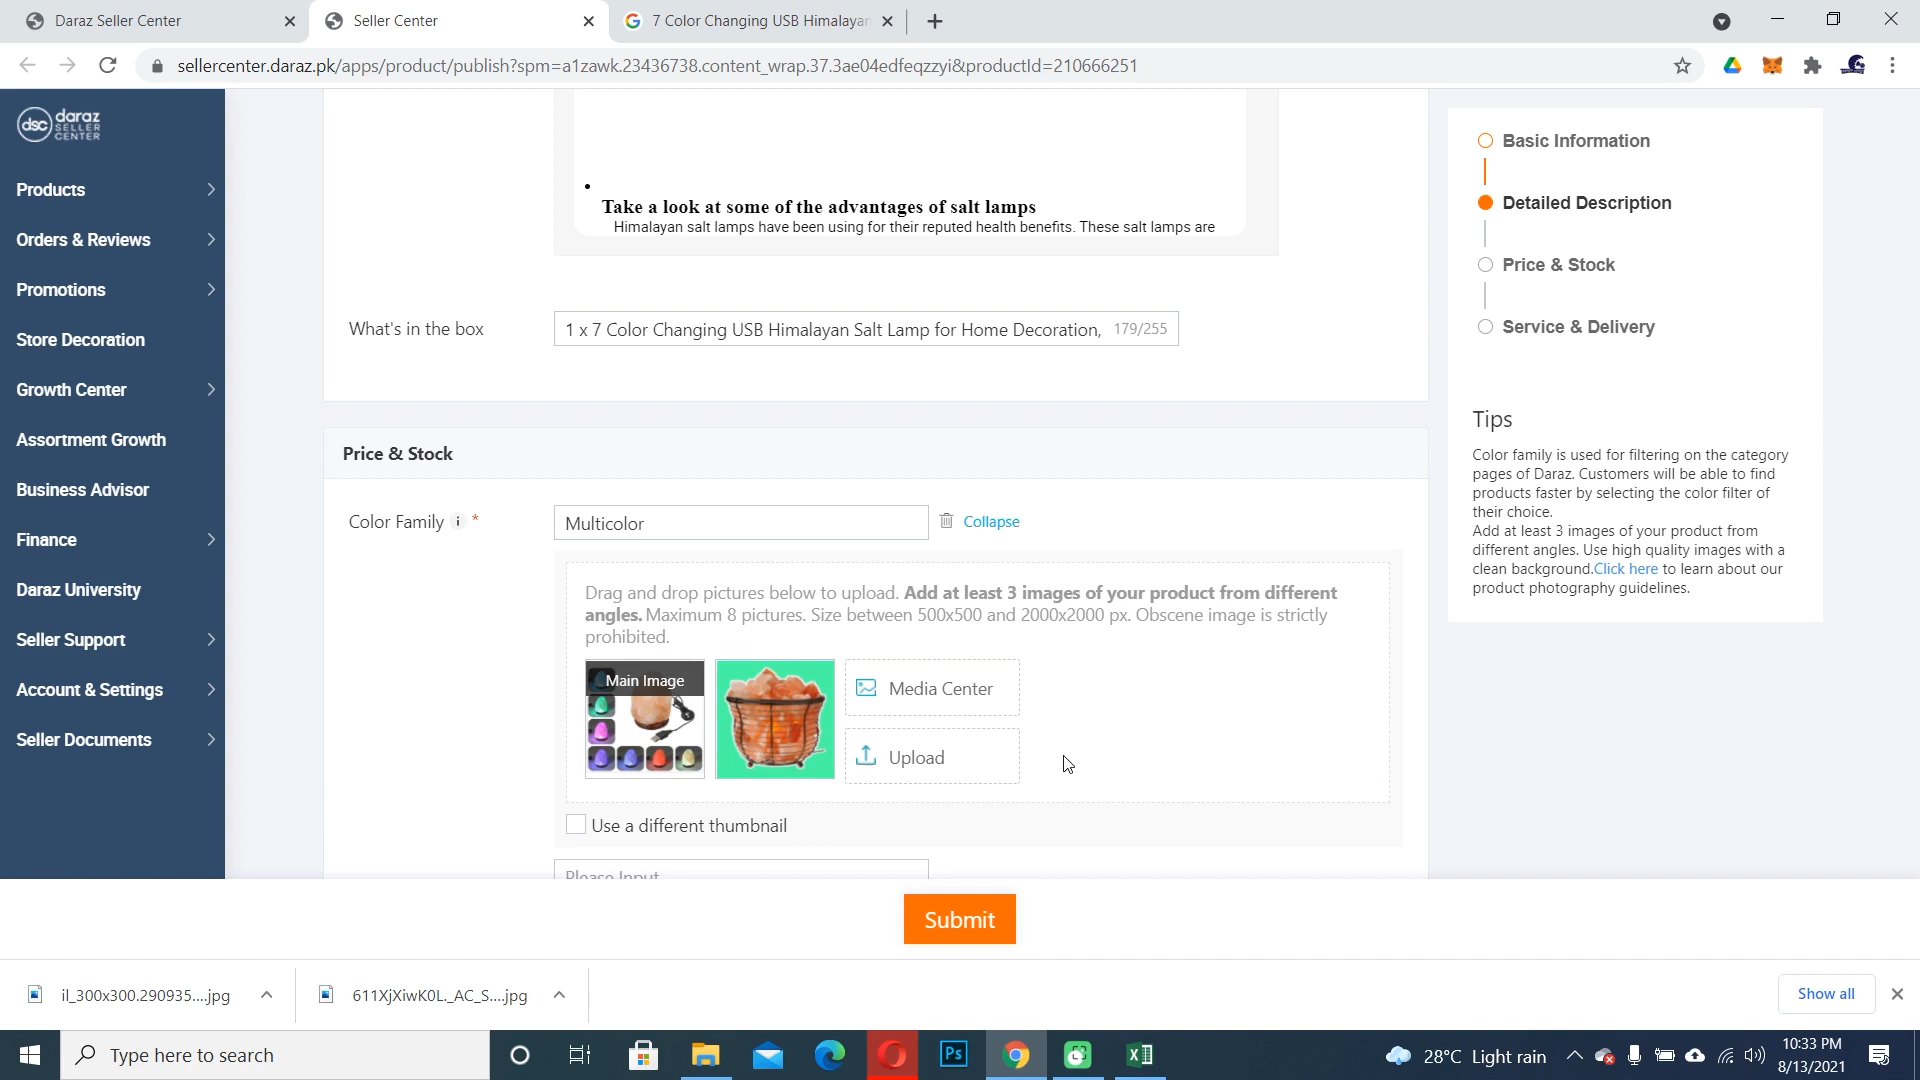 Daraz Seller Center
Seller Center
7 Color Changing USB Himalayan
sellercenter.daraz.pk/apps/product/publish?spm=a1zawk.23436738.content_wrap.37.3ae04edfeqzzyi&productId=210666251
dsc daraz
SELLER
CENTER
Products
Orders & Reviews
Promotions
Store Decoration
Growth Center
Assortment Growth
Business Advisor
Finance
Daraz University
Seller Support
Account & Settings
Seller Documents
Take a look at some of the advantages of salt lamps
Himalayan salt lamps have been using for their reputed health benefits. These salt lamps are
What's in the box
1 x 7 Color Changing USB Himalayan Salt Lamp for Home Decoration, 179/255
Price & Stock
Color Family i *
Multicolor
Collapse
Drag and drop pictures below to upload. Add at least 3 images of your product from different
angles. Maximum 8 pictures. Size between 500x500 and 2000x2000 px. Obscene image is strictly
prohibited.
Main Image
Media Center
Upload
Use a different thumbnail
Please Input
Submit
Basic Information
Detailed Description
Price & Stock
Service & Delivery
Tips
Color family is used for filtering on the category
pages of Daraz. Customers will be able to find
products faster by selecting the color filter of
their choice.
Add at least 3 images of your product from
different angles. Use high quality images with a
clean background.Click here to learn about our
product photography guidelines.
il_300x300.290935....jpg
611XjXiwK0L._AC_S....jpg
Show all
Type here to search
Ps
28°C Light rain
10:33 PM
8/13/2021